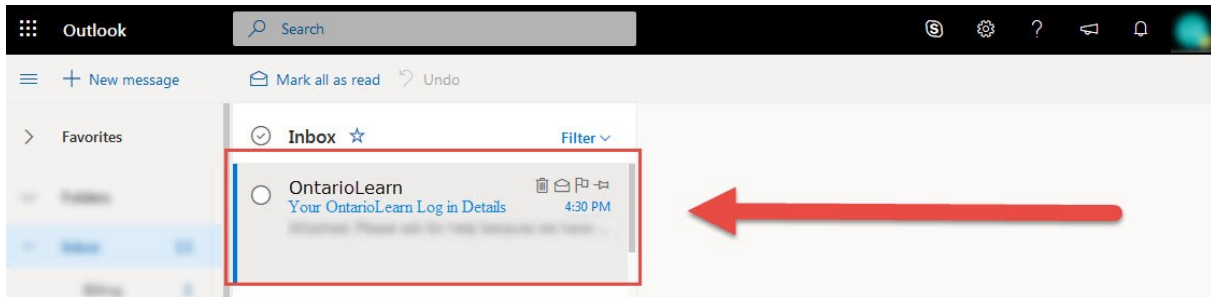 Outlook
Search
New message
Mark all as read
Undo
Favorites
Inbox
Filter
OntarioLearn
Your OntarioLearn Log in Details
4:30 PM